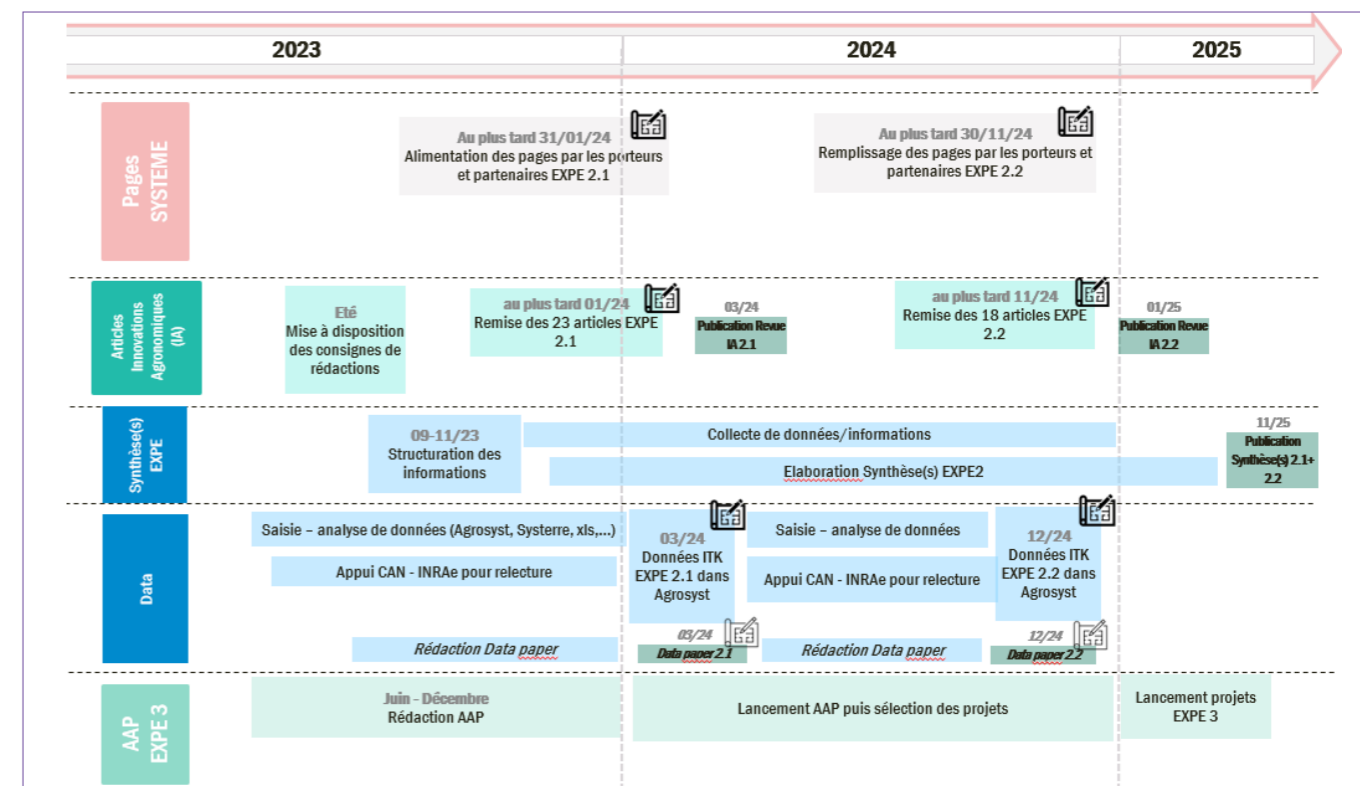 2023
2024
2025
Pages
SYSTEME
Au plus tard 31/01/24
Alimentation des pages par les porteurs
et partenaires EXPE 2.1
Au plus tard 30/11/24
Remplissage des pages par les porteurs et
partenaires EXPE 2.2
Articles
Innovations
Agronomiques
(IA)
Eté
Mise à disposition
des consignes de
rédactions
au plus tard 01/24
Remise des 23 articles EXPE
2.1
03/24
Publication Revue
IA 2.1
au plus tard 11/24
Remise des 18 articles EXPE
2.2
01/25
Publication Revue
IA 2.2
Synthèse(s)
EXPE
09-11/23
Structuration des
informations
Collecte de données/informations
Elaboration Synthèse(s) EXPE2
11/25
Publication
Synthèse(s) 2.1+
2.2
Data
Saisie – analyse de données (Agrosyst, Systerre, xls,...)
Appui CAN - INRAe pour relecture
Rédaction Data paper
03/24
Données ITK
EXPE 2.1 dans
Agrosyst
03/24
Data paper 2.1
Saisie – analyse de données
Appui CAN - INRAe pour relecture
Rédaction Data paper
12/24
Données ITK
EXPE 2.2 dans
Agrosyst
12/24
Data paper 2.2
AAP
EXPE 3
Juin - Décembre
Rédaction AAP
Lancement AAP puis sélection des projets
Lancement projets
EXPE 3